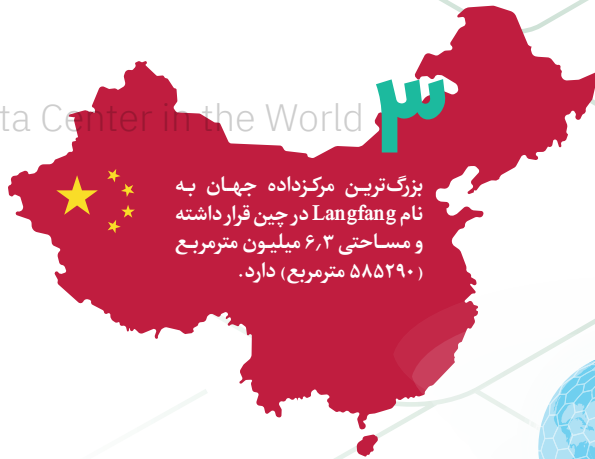 ta Center in the World
۳
بزرگ‌ترین مرکزداده جهان به
نام Langfang در چین قرار داشته
و مساحتی ۶٫۳ میلیون مترمربع
(۵۸۵۲۹۰ مترمربع) دارد.